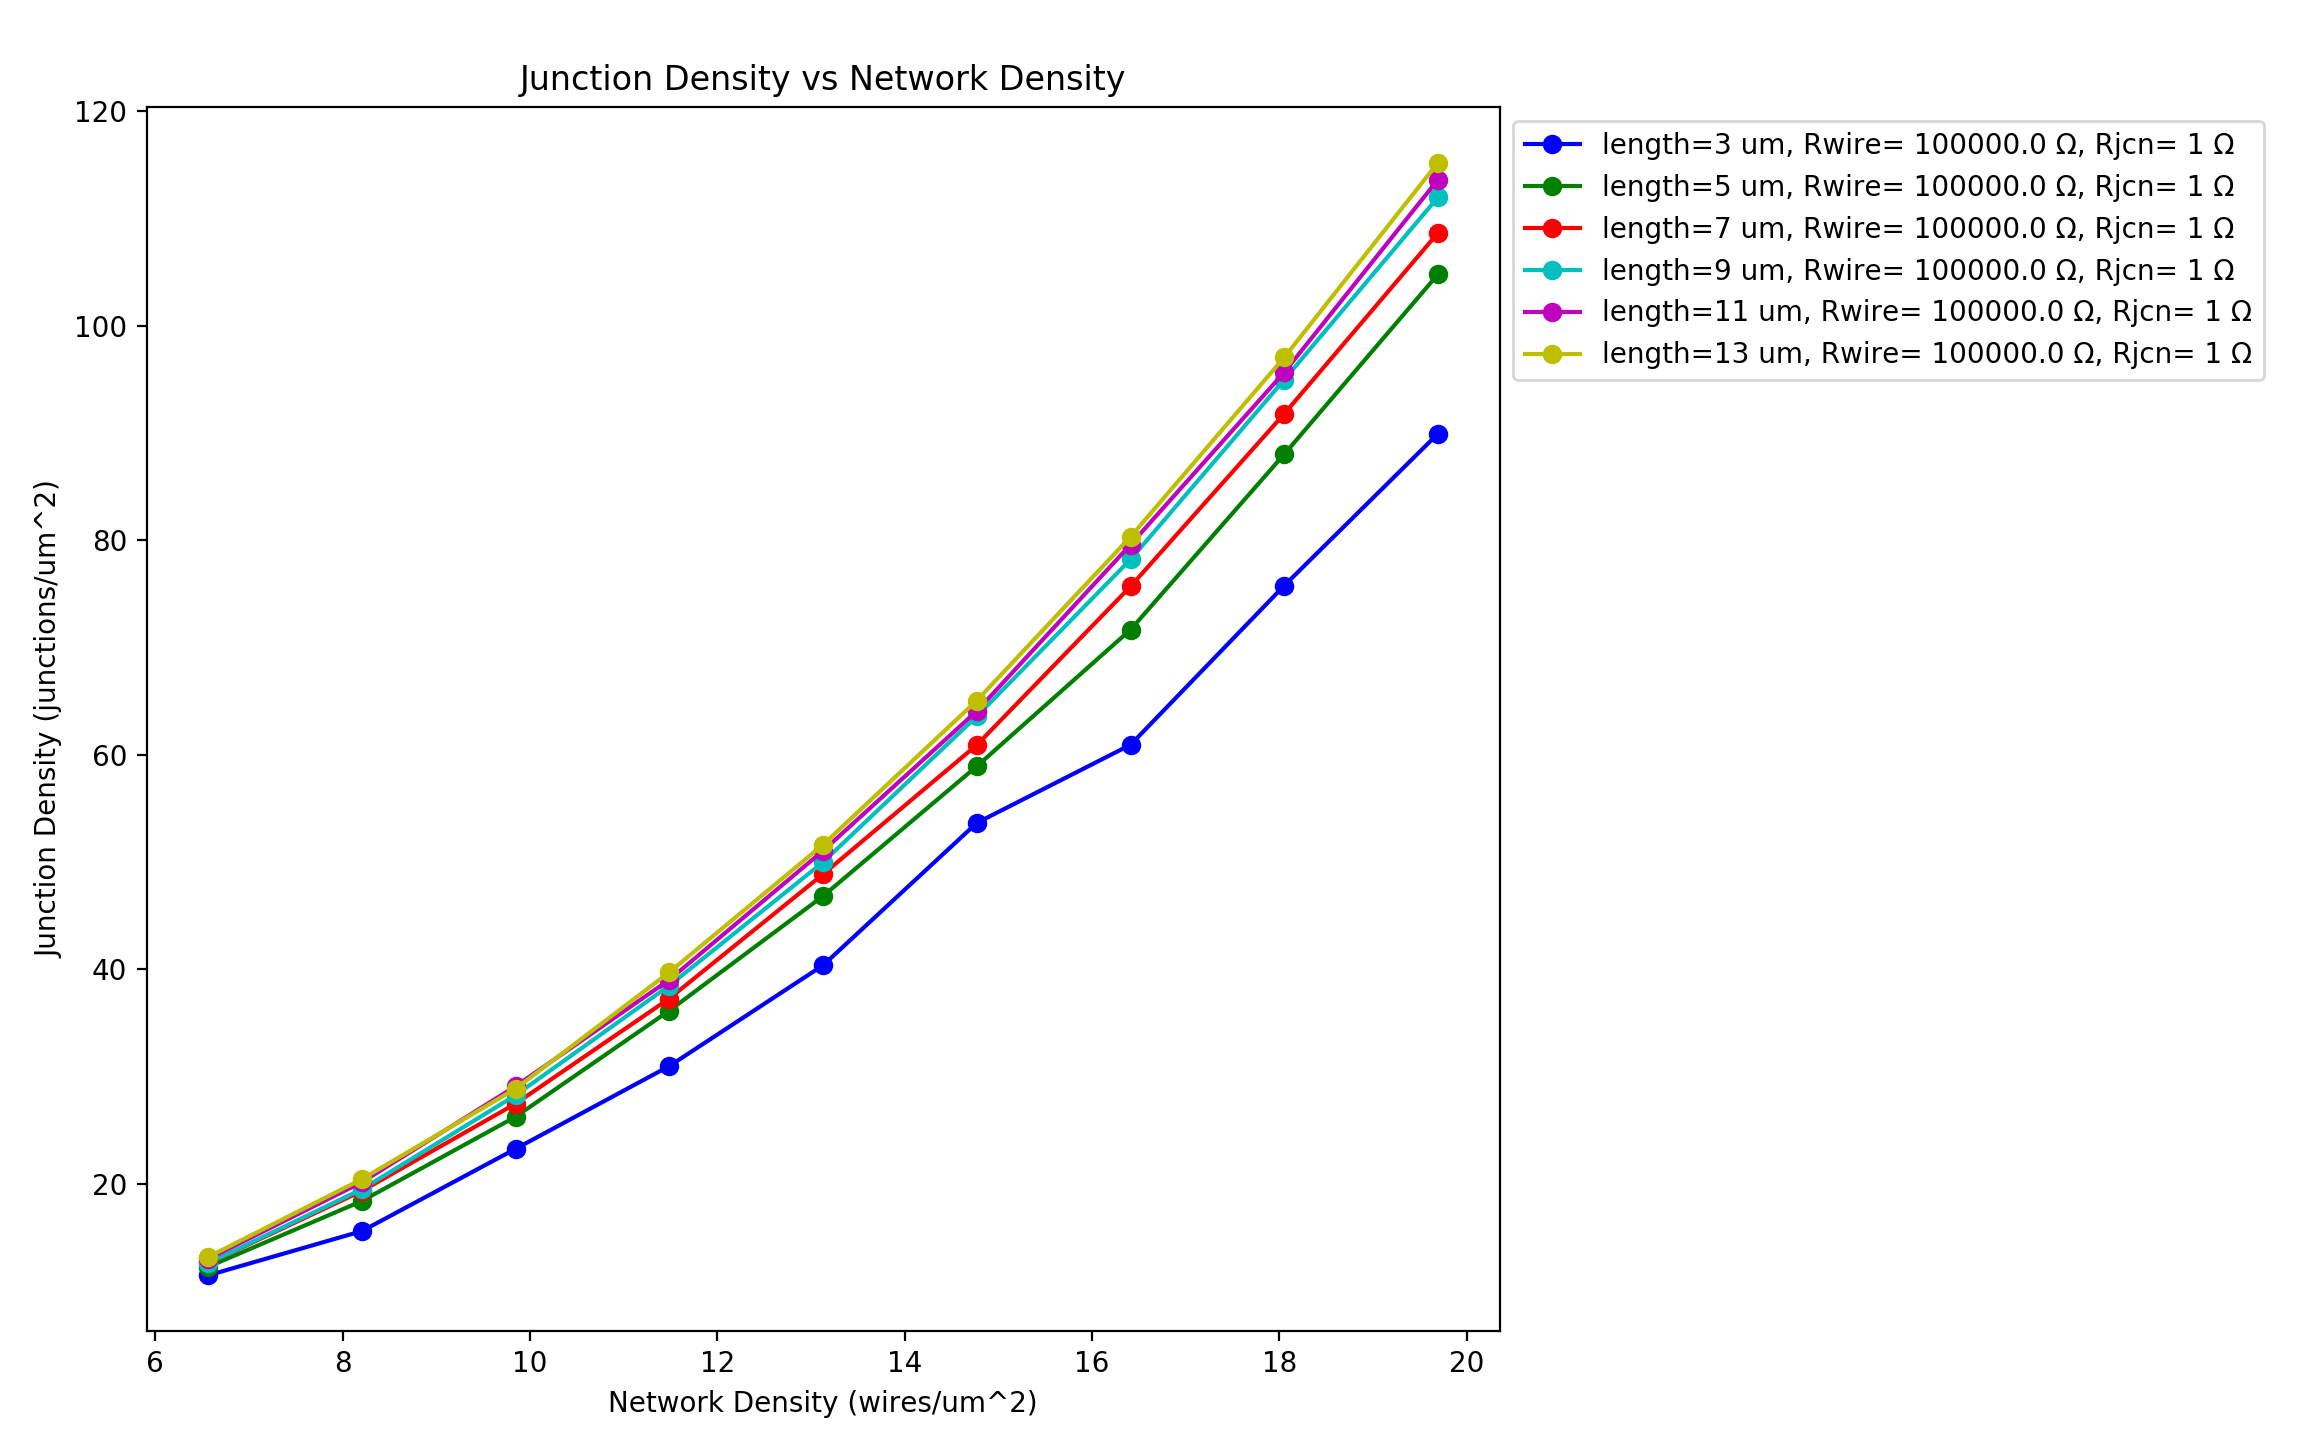 Junction Density vs Network Density
120
100
80
60
40
20
Junction Density (junctions/um^2)
6 8 10 12 14 16 18 20
Network Density (wires/um^2)
length=3 um, Rwire= 100000.0 Ω, Rjcn= 1 Ω
length=5 um, Rwire= 100000.0 Ω, Rjcn= 1 Ω
length=7 um, Rwire= 100000.0 Ω, Rjcn= 1 Ω
length=9 um, Rwire= 100000.0 Ω, Rjcn= 1 Ω
length=11 um, Rwire= 100000.0 Ω, Rjcn= 1 Ω
length=13 um, Rwire= 100000.0 Ω, Rjcn= 1 Ω